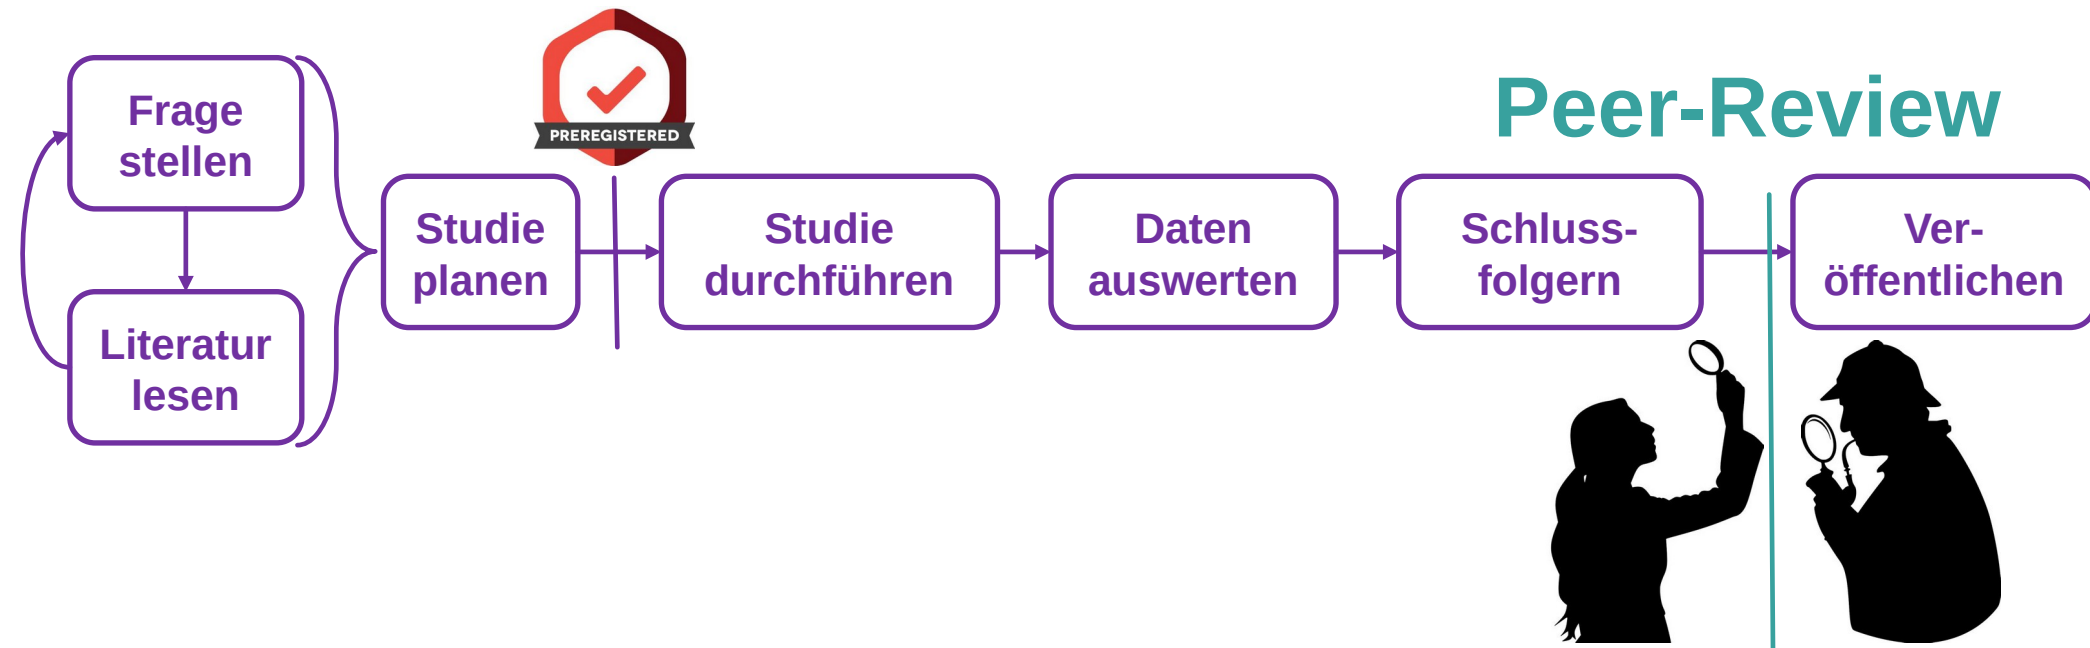 Frage
stellen
Literatur
lesen
Studie
planen
PREREGISTERED
Studie
durchführen
Daten
auswerten
Schluss-
folgern
Peer-Review
Ver-
öffentlichen